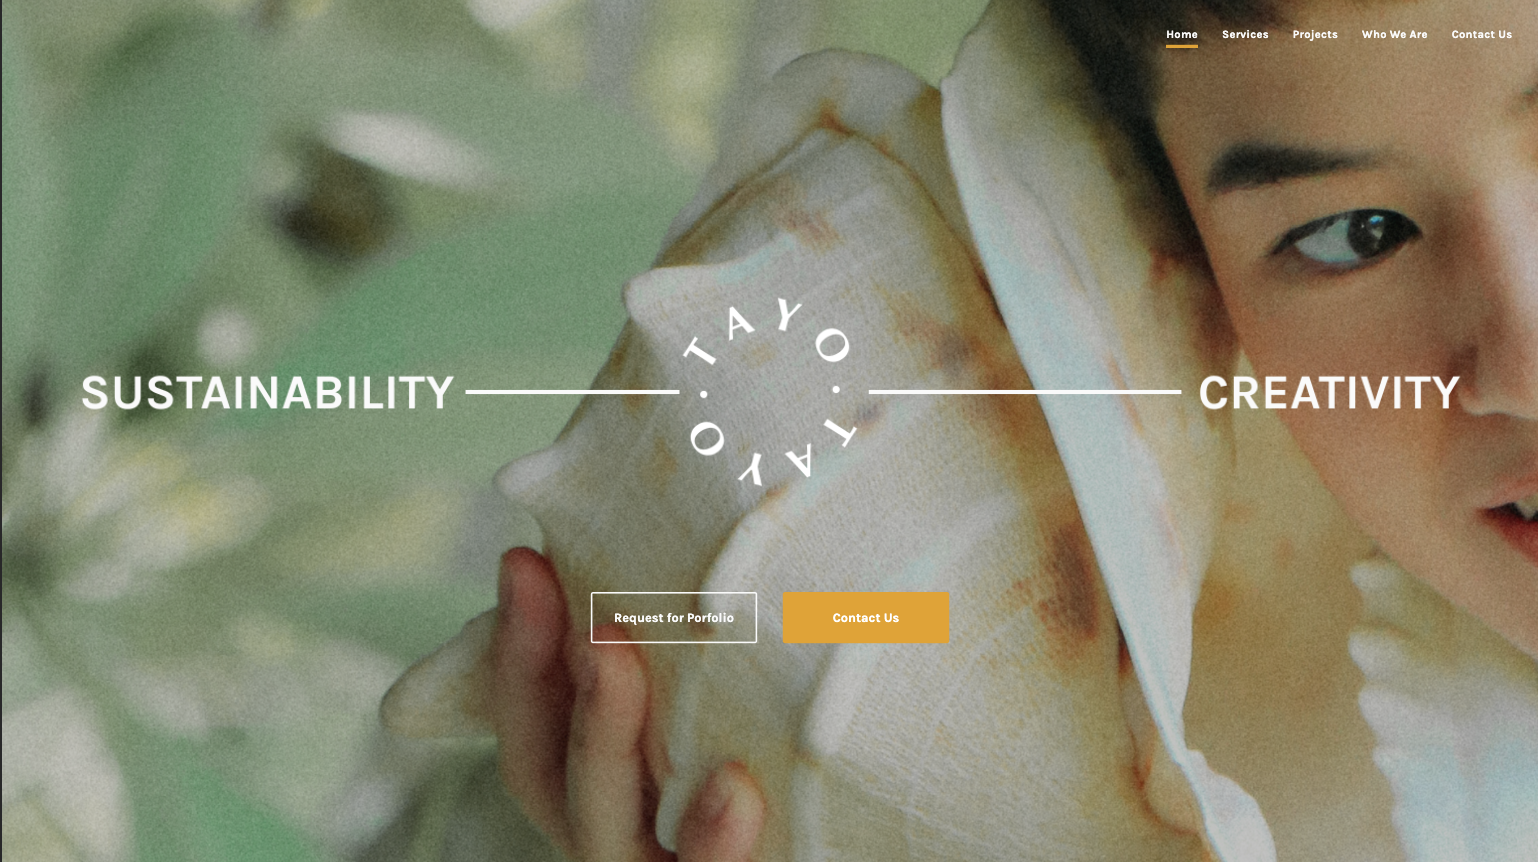 Home Services Projects Who We Are Contact Us
SUSTAINABILITY TAYO · TAYO · CREATIVITY
Request for Porfolio Contact Us